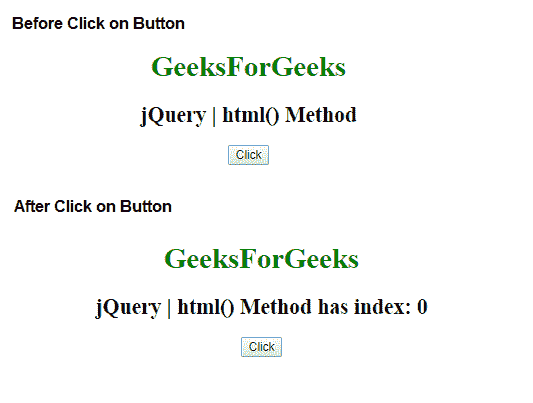 Before Click on Button
GeeksForGeeks
jQuery | html() Method
Click
After Click on Button
GeeksForGeeks
jQuery | html() Method has index: 0
Click